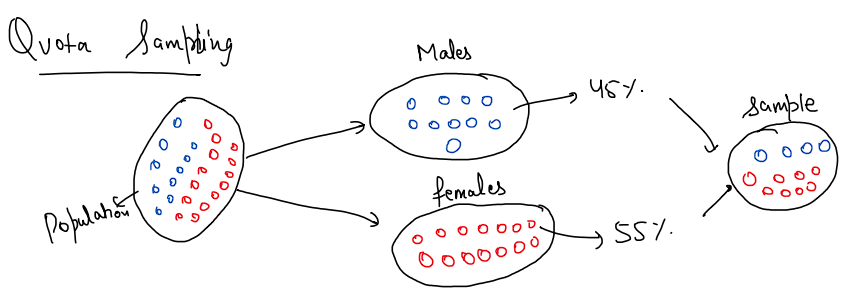 Quota Sampling
Males
45%.
Sample
Population
females
55%.